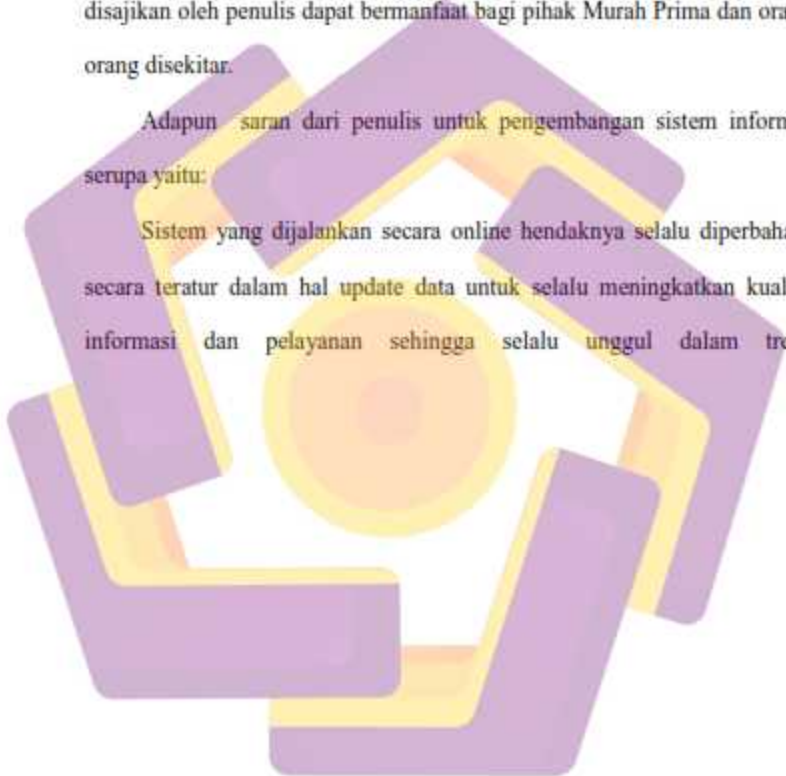 disajikan oleh penulis dapat bermanfaat bagi pihak Murah Prima dan ora
orang disekitar.
Adapun saran dari penulis untuk pengembangan sistem inform
serupa yaitu:
Sistem yang dijalankan secara online hendaknya selalu diperbaha
secara teratur dalam hal update data untuk selalu meningkatkan kual
informasi dan pelayanan sehingga selalu unggul dalam tre